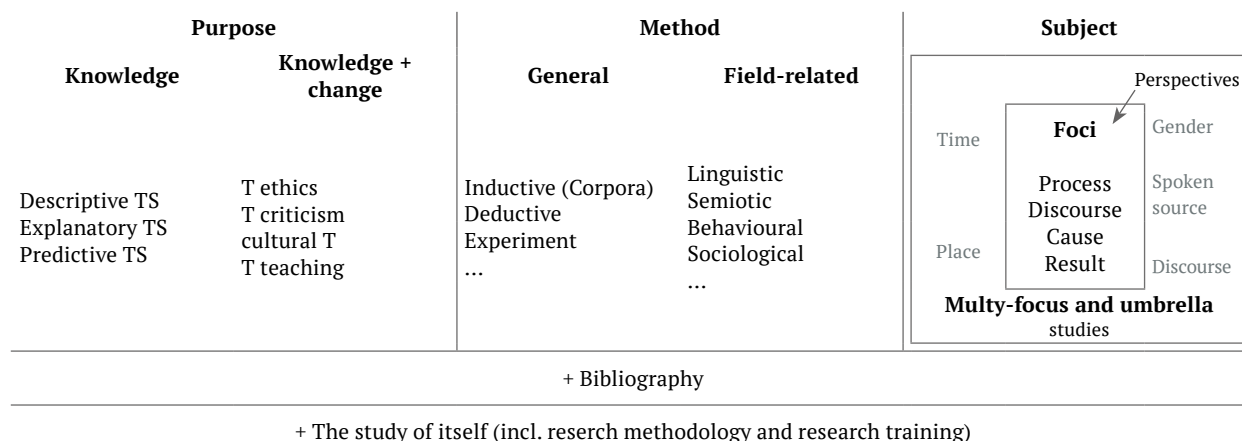 Purpose
Method
Subject
Knowledge
Knowledge +
change
General
Field-related
Perspectives
Foci
Time
Gender
Descriptive TS
Explanatory TS
Predictive TS
T ethics
T criticism
cultural T
T teaching
Inductive (Corpora)
Deductive
Experiment
...
Linguistic
Semiotic
Behavioural
Sociological
...
Process
Discourse
Cause
Result
Spoken
source
Place
Discourse
Multy-focus and umbrella
studies
+ Bibliography
+ The study of itself (incl. reserch methodology and research training)